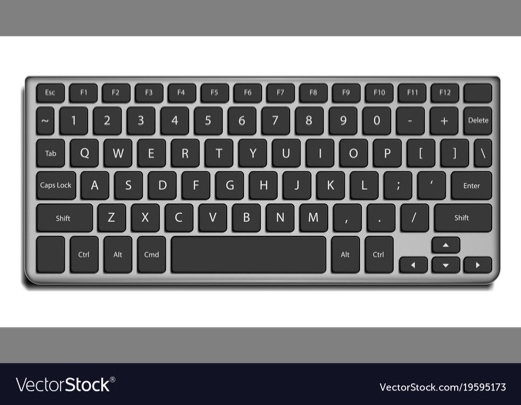 Esc F1 F2 F3 F4 F5 F6 F7 F8 F9 F10 F11 F12
~ 1 2 3 4 5 6 7 8 9 0 - + Delete
Tab Q W E R T Y U I O P [ ] \
Caps Lock A S D F G H J K L ; ‘ Enter
Shift Z X C V B N M , . / Shift
Ctrl Alt Cmd Alt Ctrl
VectorStock®
VectorStock.com/19595173